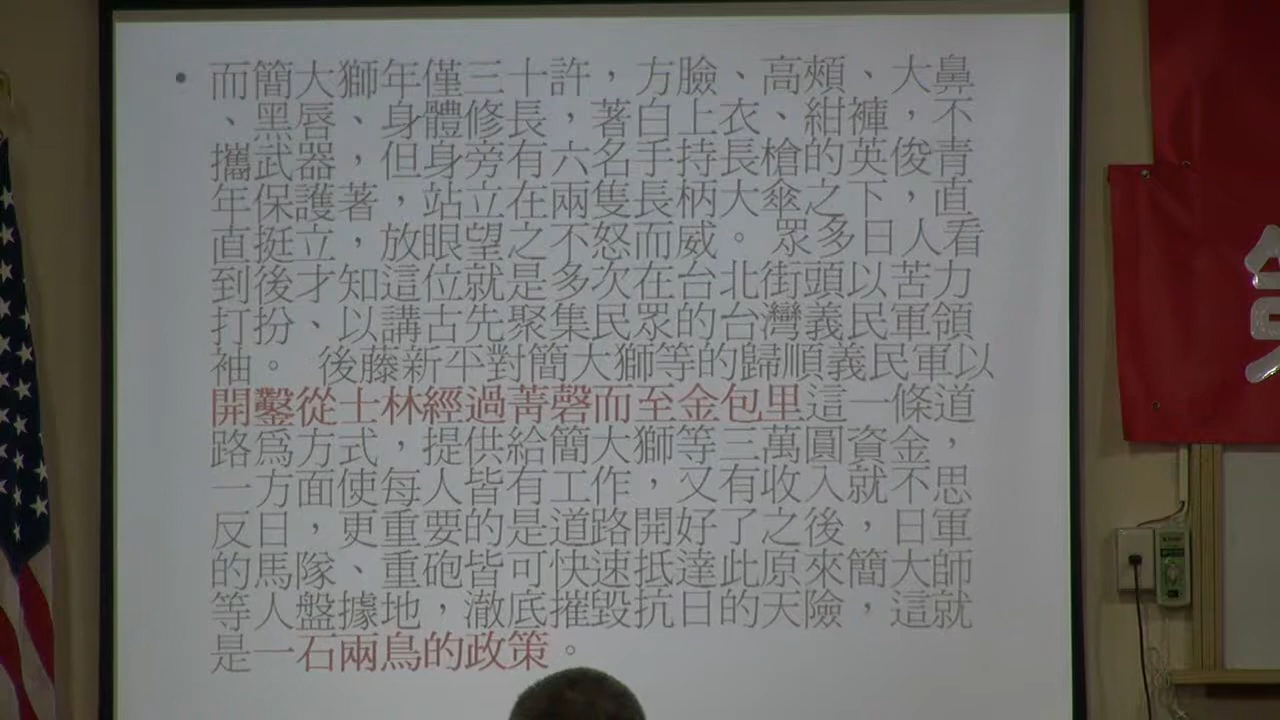 • 而簡大獅年僅三十許，方臉、高頰、大鼻
、黑唇、身體修長，著白上衣、紺褲，不
攜武器，但身旁有六名手持長槍的英俊青
年保護著，站立在兩隻長柄大傘之下，直
直挺立，放眼望之不怒而威。 眾多日人看
到後才知這位就是多次在台北街頭以苦力
打扮、以講古先聚集民眾的台灣義民軍領
袖。 後藤新平對簡大獅等的歸順義民軍以
開鑿從士林經過菁礐而至金包里這一條道
路為方式，提供給簡大獅等三萬圓資金，
一方面使每人皆有工作，又有收入就不思
反日，更重要的是道路開好了之後，日軍
的馬隊、重砲皆可快速抵達此原來簡大師
等人盤據地，澈底摧毀抗日的天險，這就
是一石兩鳥的政策。